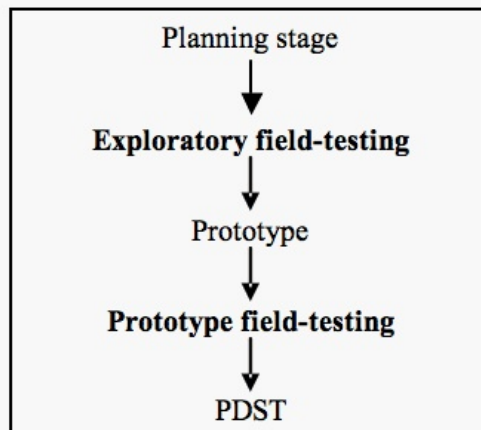 Planning stage
Exploratory field-testing
Prototype
Prototype field-testing
PDST